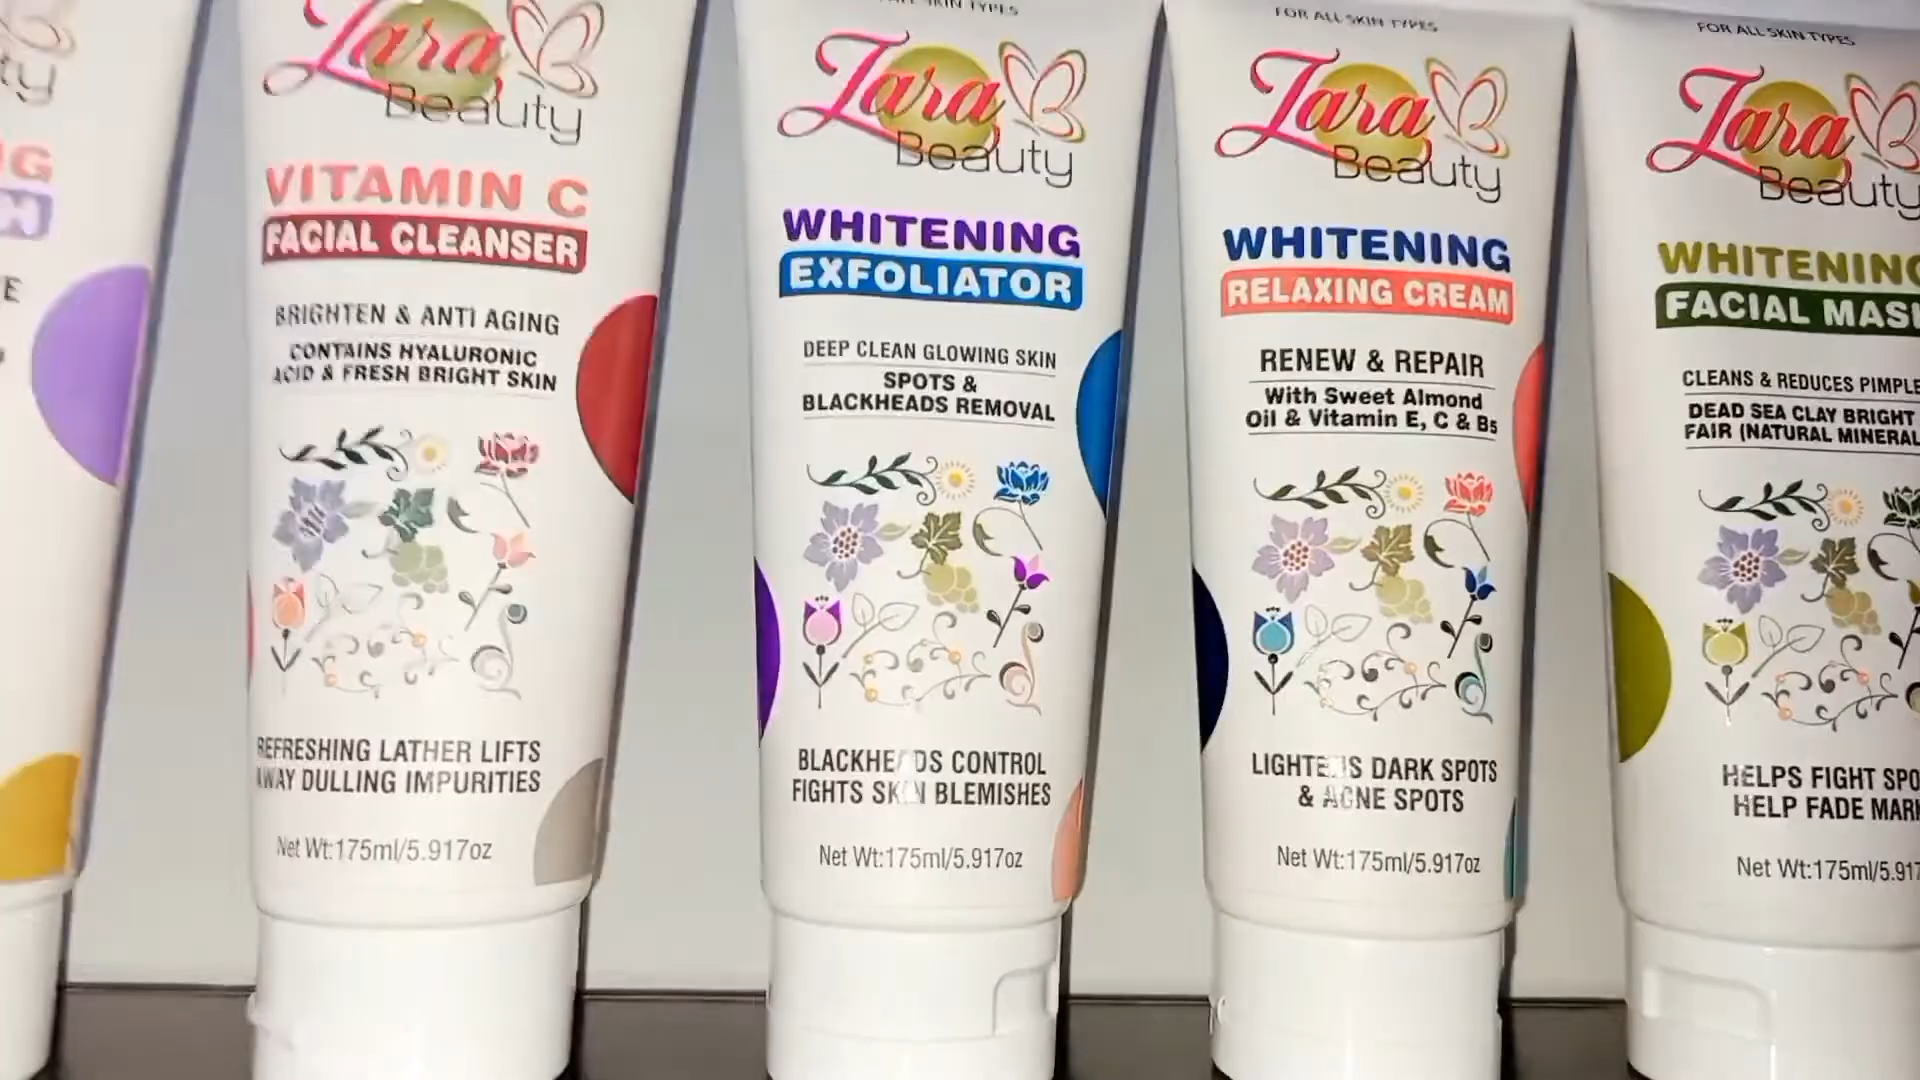 Zara
Beauty
VITAMIN C
FACIAL CLEANSER
BRIGHTEN & ANTI AGING
CONTAINS HYALURONIC
ACID & FRESH BRIGHT SKIN
REFRESHING LATHER LIFTS
AWAY DULLING IMPURITIES
Net Wt:175ml/5.917oz
SKIN TYPES
Zara
Beauty
WHITENING
EXFOLIATOR
DEEP CLEAN GLOWING SKIN
SPOTS &
BLACKHEADS REMOVAL
BLACKHEADS CONTROL
FIGHTS SKIN BLEMISHES
Net Wt:175ml/5.917oz
FOR ALL SKIN TYPES
Zara
Beauty
WHITENING
RELAXING CREAM
RENEW & REPAIR
With Sweet Almond
Oil & Vitamin E, C & B5
LIGHTENS DARK SPOTS
& ACNE SPOTS
Net Wt:175ml/5.917oz
FOR ALL SKIN TYPES
Zara
Beauty
WHITENING
FACIAL MASK
CLEANS & REDUCES PIMPLE
DEAD SEA CLAY BRIGHT
FAIR (NATURAL MINERAL
HELPS FIGHT SPO
HELP FADE MAR
Net Wt:175ml/5.917